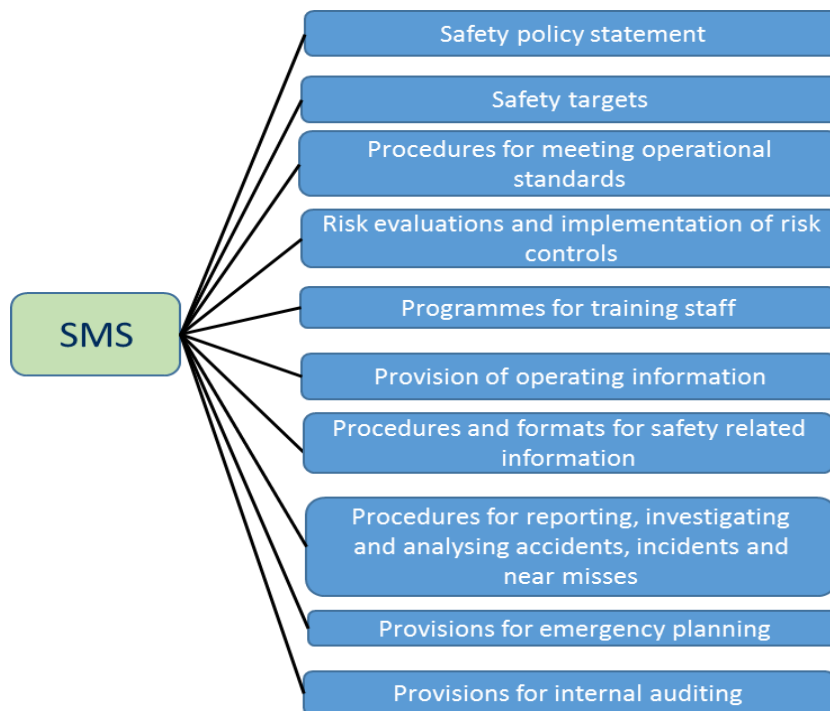 Safety policy statement
Safety targets
Procedures for meeting operational
standards
Risk evaluations and implementation of risk
controls
SMS
Programmes for training staff
Provision of operating information
Procedures and formats for safety related
information
Procedures for reporting, investigating
and analysing accidents, incidents and
near misses
Provisions for emergency planning
Provisions for internal auditing